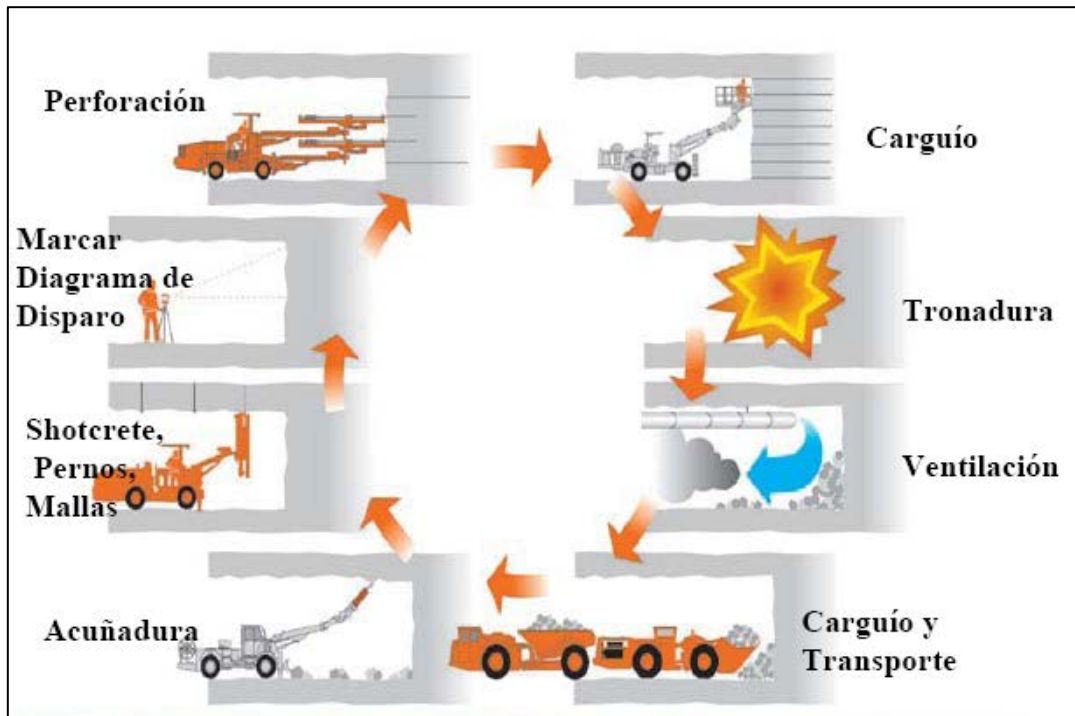 Perforación
Carguío
Marcar
Diagrama de
Disparo
Tronadura
Shotcrete,
Pernos,
Mallas
Ventilación
Acuñadura
Carguío y
Transporte